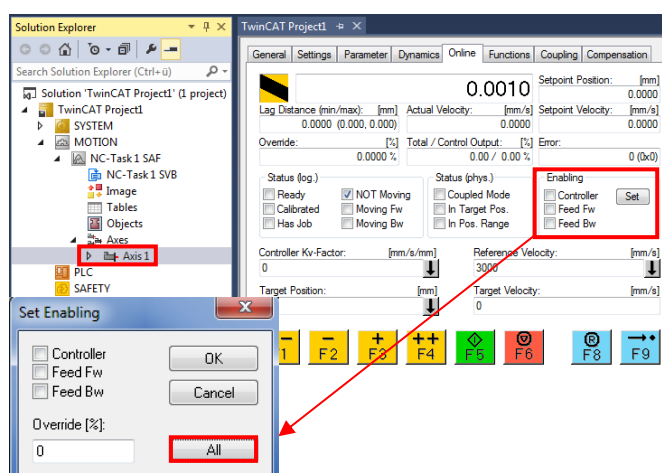 Solution Explorer
Search Solution Explorer (Ctrl+ü)
Solution 'TwinCAT Project1' (1 project)
TwinCAT Project1
SYSTEM
MOTION
NC-Task 1 SAF
NC-Task 1 SVB
Image
Tables
Objects
Axes
Axis 1
PLC
SAFETY
TwinCAT Project1
General Settings Parameter Dynamics Online Functions Coupling Compensation
0.0010
Setpoint Position: [mm]
0.0000
Lag Distance (min/max): [mm] Actual Velocity: [mm/s] Setpoint Velocity: [mm/s]
0.0000 (0.000, 0.000) 0.0000 0.0000
Override: [%] Total / Control Output: [%] Error:
0.0000 % 0.00 / 0.00 % 0 (0x0)
Status (log.) Status (phys.) Enabling
Ready NOT Moving Coupled Mode Controller Set
Calibrated Moving Fw In Target Pos. Feed Fw
Has Job Moving Bw In Pos. Range Feed Bw
Controller Kv-Factor: [mm/s/mm] Reference Velocity: [mm/s]
0 3000
Target Position: [mm] Target Velocity: [mm/s]
0
1 F2 F3 F4 F5 F6 F8 F9
Set Enabling
Controller OK
Feed Fw
Feed Bw Cancel
Override [%]:
0 All